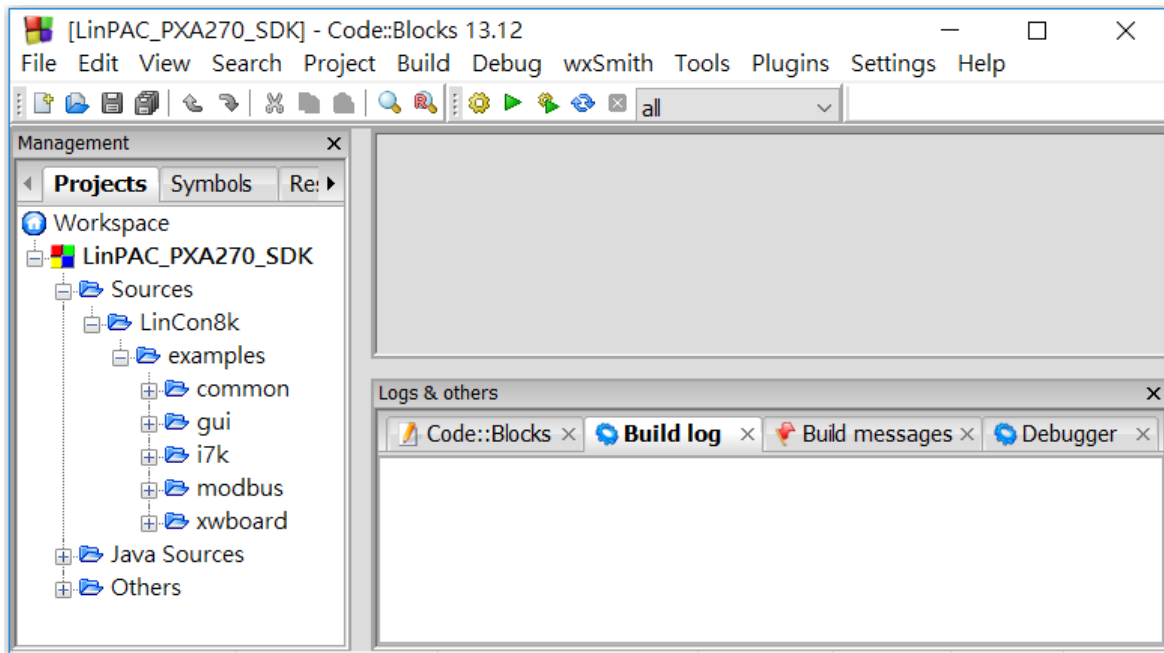 [LinPAC_PXA270_SDK] - Code::Blocks 13.12
File Edit View Search Project Build Debug wxSmith Tools Plugins Settings Help
all
Management
Projects Symbols Re
Workspace
LinPAC_PXA270_SDK
Sources
LinCon8k
examples
common
gui
i7k
modbus
xwboard
Java Sources
Others
Logs & others
Code::Blocks Build log Build messages Debugger